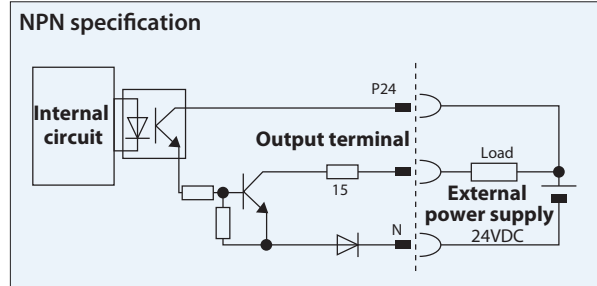 NPN specification
P24
Internal
circuit
Output terminal
Load
15
External
power supply
N
24VDC